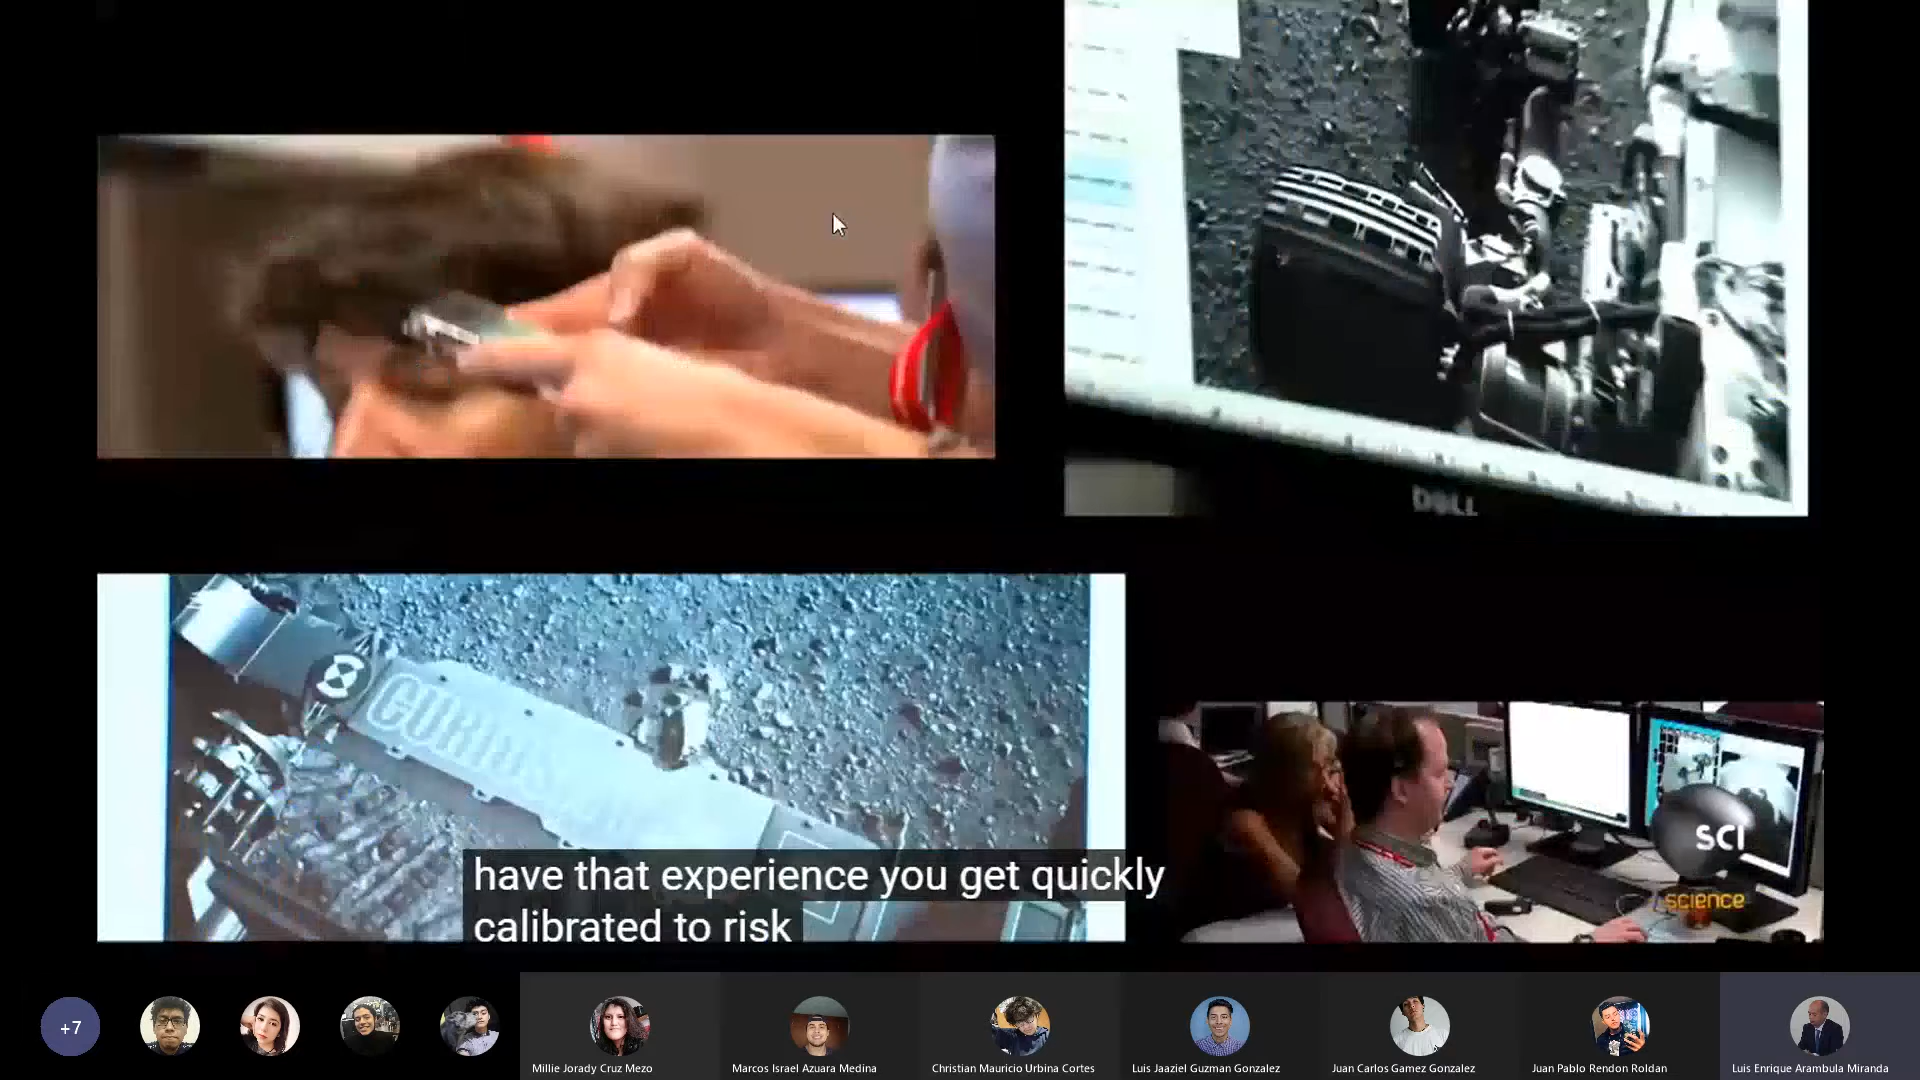 DELL
CURIOSITY
have that experience you get quickly
calibrated to risk
SCI
science
+7
Millie Jorady Cruz Mezo
Marcos Israel Azuara Medina
Christian Mauricio Urbina Cortes
Luis Jaaziel Guzman Gonzalez
Juan Carlos Gamez Gonzalez
Juan Pablo Rendon Roldan
Luis Enrique Arambula Miranda